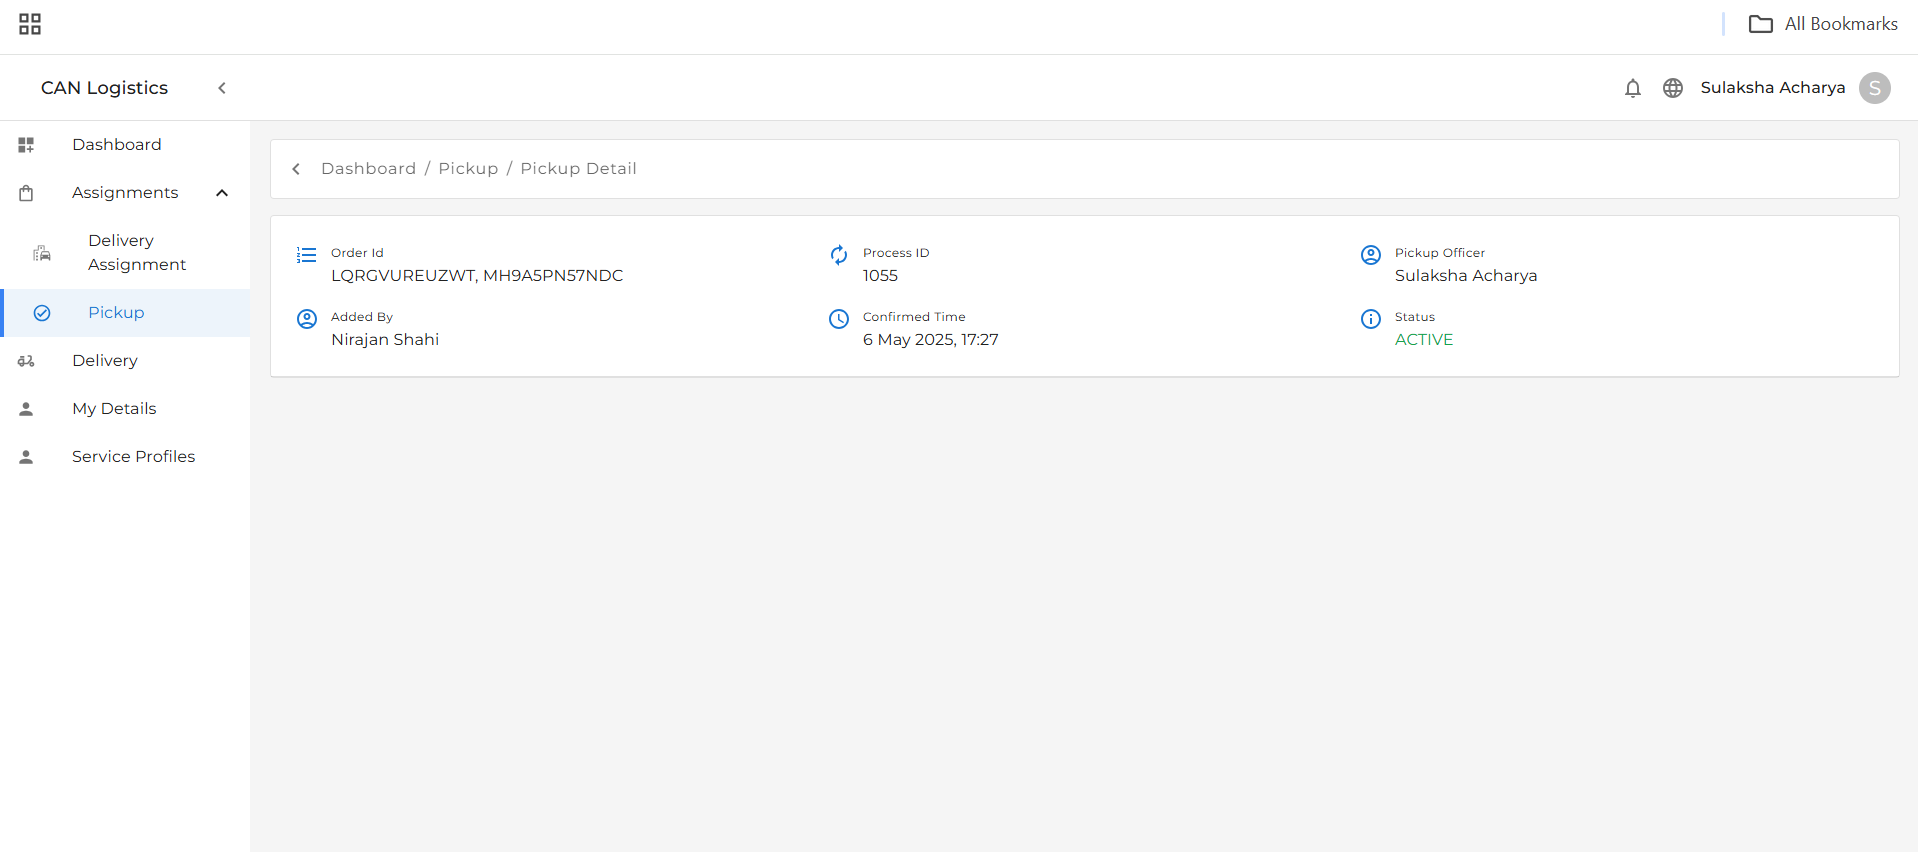 All Bookmarks
CAN Logistics
Sulaksha Acharya
S
Dashboard
Assignments
Delivery
Assignment
Pickup
Delivery
My Details
Service Profiles
Dashboard / Pickup / Pickup Detail
Order Id
LQRGVUREUZWT, MH9A5PN57NDC
Process ID
1055
Pickup Officer
Sulaksha Acharya
Added By
Nirajan Shahi
Confirmed Time
6 May 2025, 17:27
Status
ACTIVE